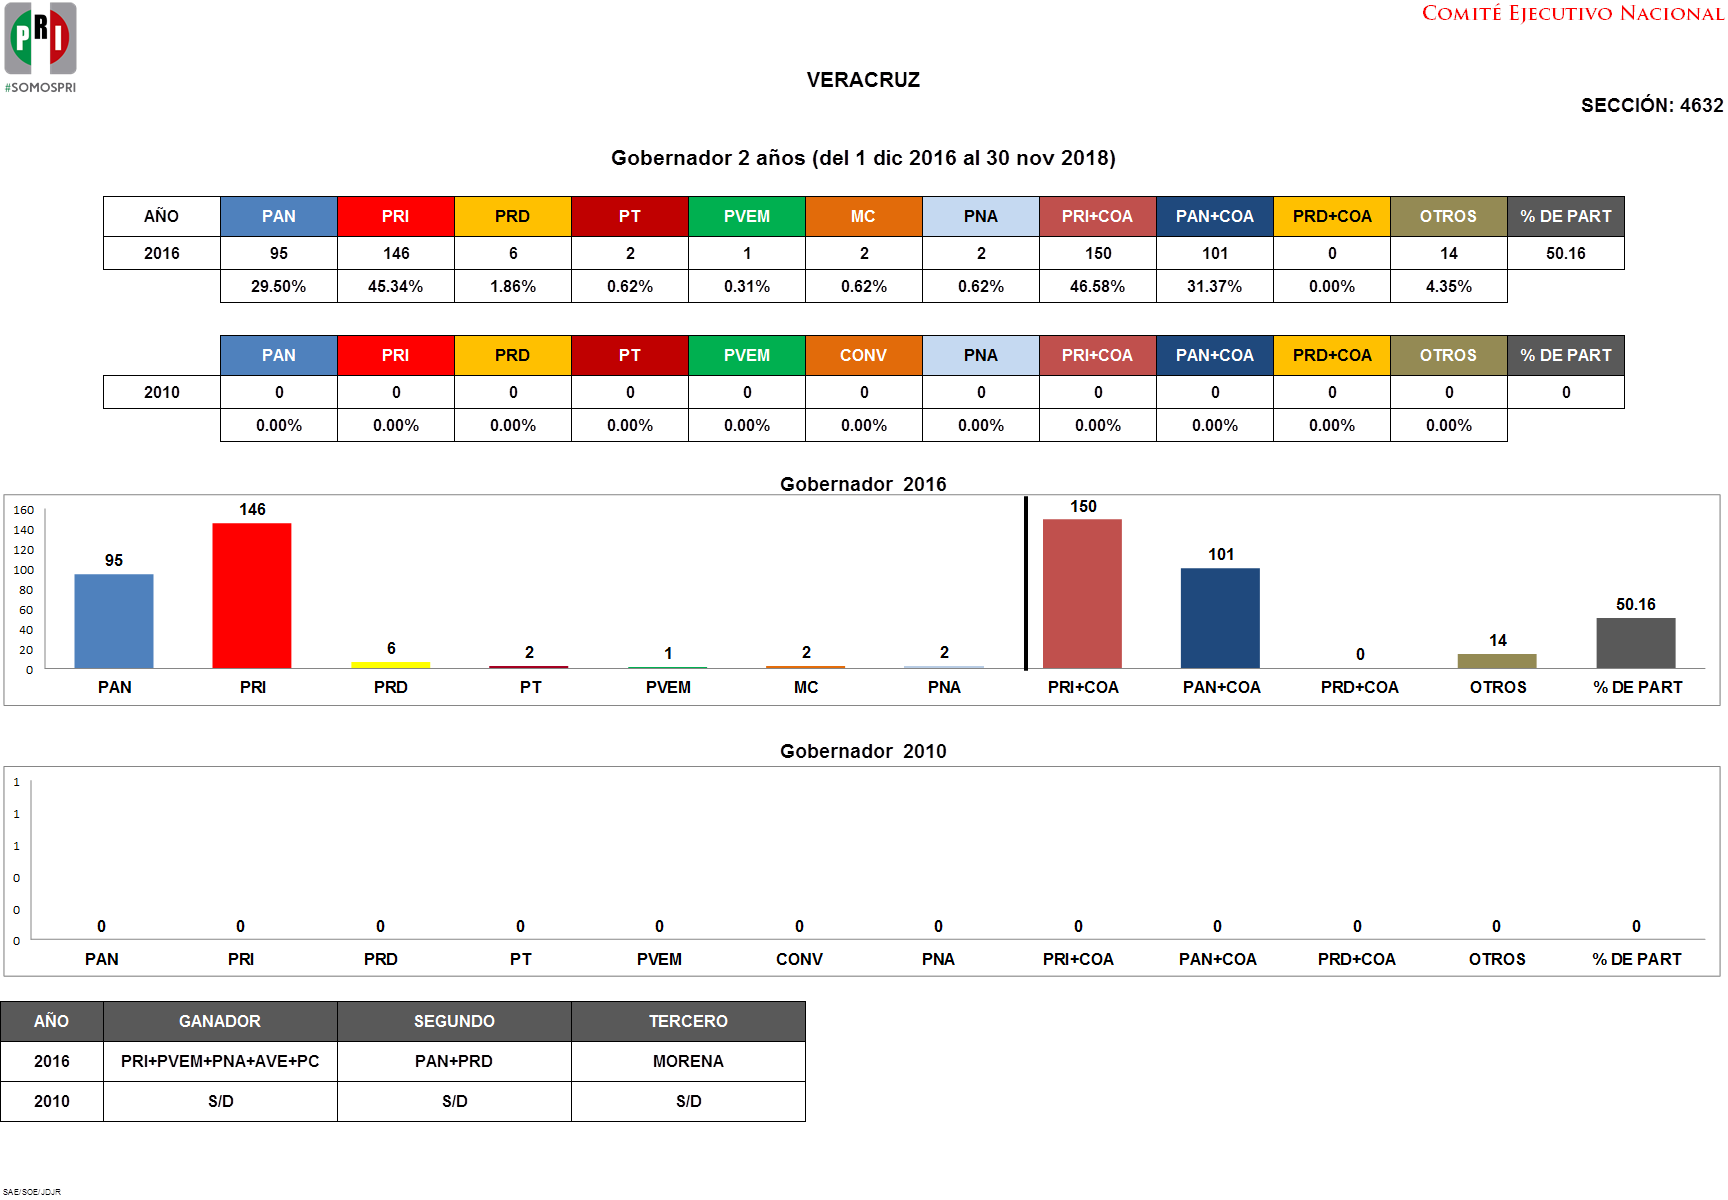 COMITÉ EJECUTIVO NACIONAL
PRI
#SOMOSPRI
VERACRUZ
SECCIÓN: 4632
Gobernador 2 años (del 1 dic 2016 al 30 nov 2018)
AÑO PAN PRI PRD PT PVEM MC PNA PRI+COA PAN+COA PRD+COA OTROS % DE PART
2016 95 146 6 2 1 2 2 150 101 0 14 50.16
29.50% 45.34% 1.86% 0.62% 0.31% 0.62% 0.62% 46.58% 31.37% 0.00% 4.35%
PAN PRI PRD PT PVEM CONV PNA PRI+COA PAN+COA PRD+COA OTROS % DE PART
2010 0 0 0 0 0 0 0 0 0 0 0 0
0.00% 0.00% 0.00% 0.00% 0.00% 0.00% 0.00% 0.00% 0.00% 0.00% 0.00%
Gobernador 2016
160
140
120
100
80
60
40
20
0
95 146 6 2 1 2 2 150 101 0 14 50.16
PAN PRI PRD PT PVEM MC PNA PRI+COA PAN+COA PRD+COA OTROS % DE PART
Gobernador 2010
1
1
1
0
0
0
0 0 0 0 0 0 0 0 0 0 0 0
PAN PRI PRD PT PVEM CONV PNA PRI+COA PAN+COA PRD+COA OTROS % DE PART
AÑO GANADOR SEGUNDO TERCERO
2016 PRI+PVEM+PNA+AVE+PC PAN+PRD MORENA
2010 S/D S/D S/D
SAE/SOE/JDJR